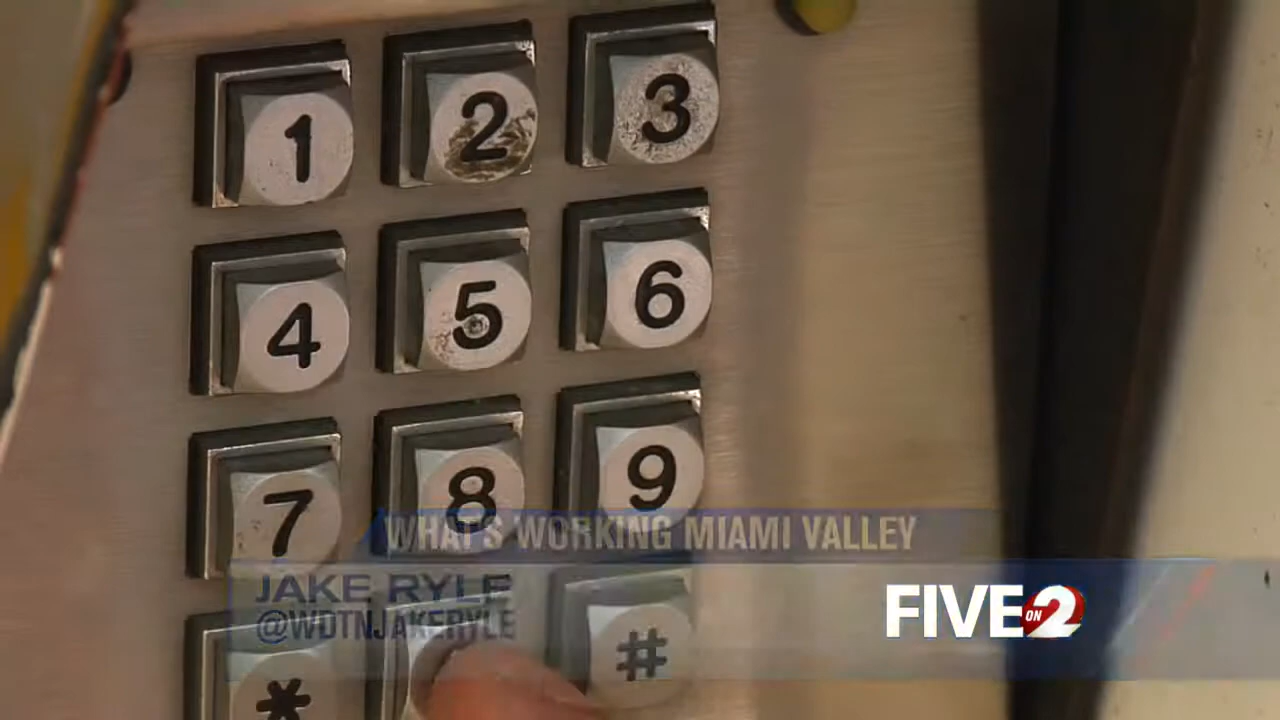 1 2 3
4 5 6
7 8 9
WHAT'S WORKING MIAMI VALLEY
JAKE RYLE
@WDTNJAKERYLE
FIVE ON 2
* #